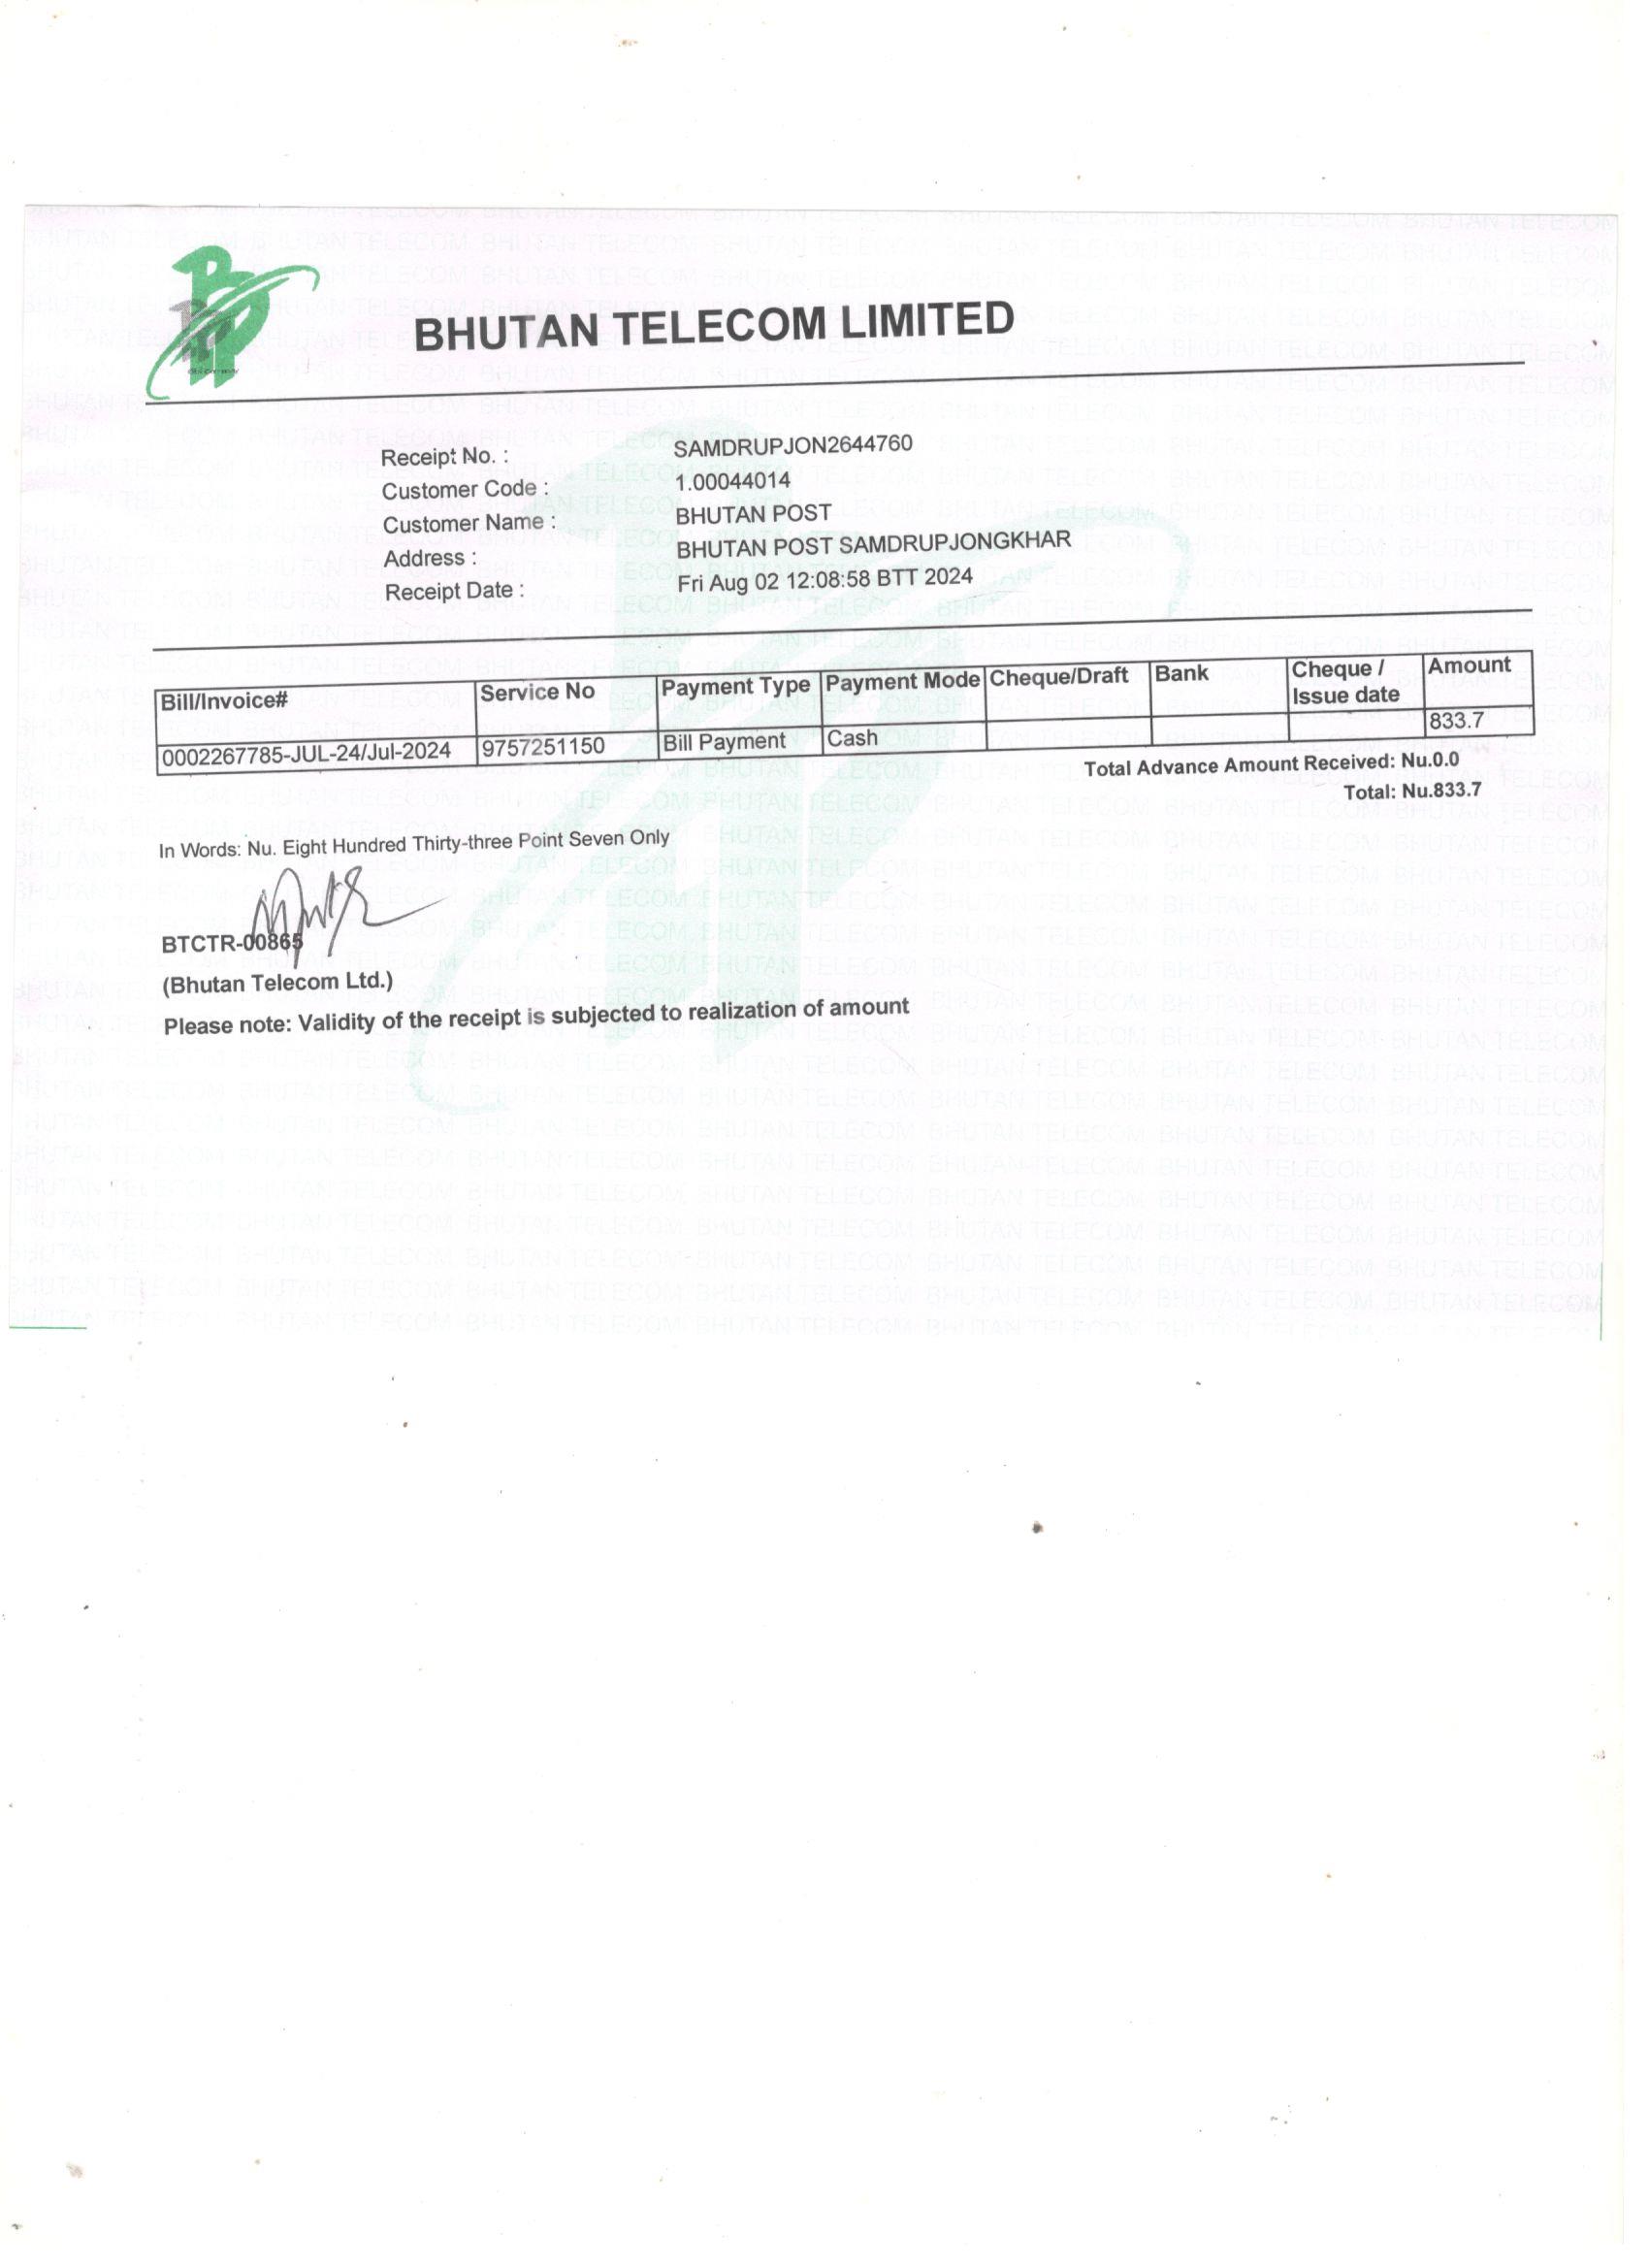 BHUTAN TELECOM LIMITED
Receipt No. : SAMDRUPJON2644760
Customer Code : 1.00044014
Customer Name : BHUTAN POST
Address : BHUTAN POST SAMDRUPJONGKHAR
Receipt Date : Fri Aug 02 12:08:58 BTT 2024
Bill/Invoice# Service No Payment Type Payment Mode Cheque/Draft Bank Cheque / Issue date Amount
0002267785-JUL-24/Jul-2024 9757251150 Bill Payment Cash 833.7
Total Advance Amount Received: Nu.0.0
Total: Nu.833.7
In Words: Nu. Eight Hundred Thirty-three Point Seven Only
BTCTR-00865
(Bhutan Telecom Ltd.)
Please note: Validity of the receipt is subjected to realization of amount